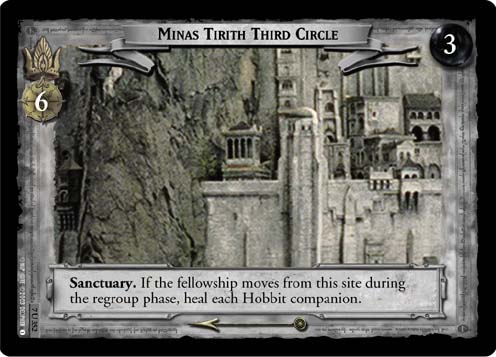 MINAS TIRITH THIRD CIRCLE
3
6
Sanctuary. If the fellowship moves from this site during
the regroup phase, heal each Hobbit companion.